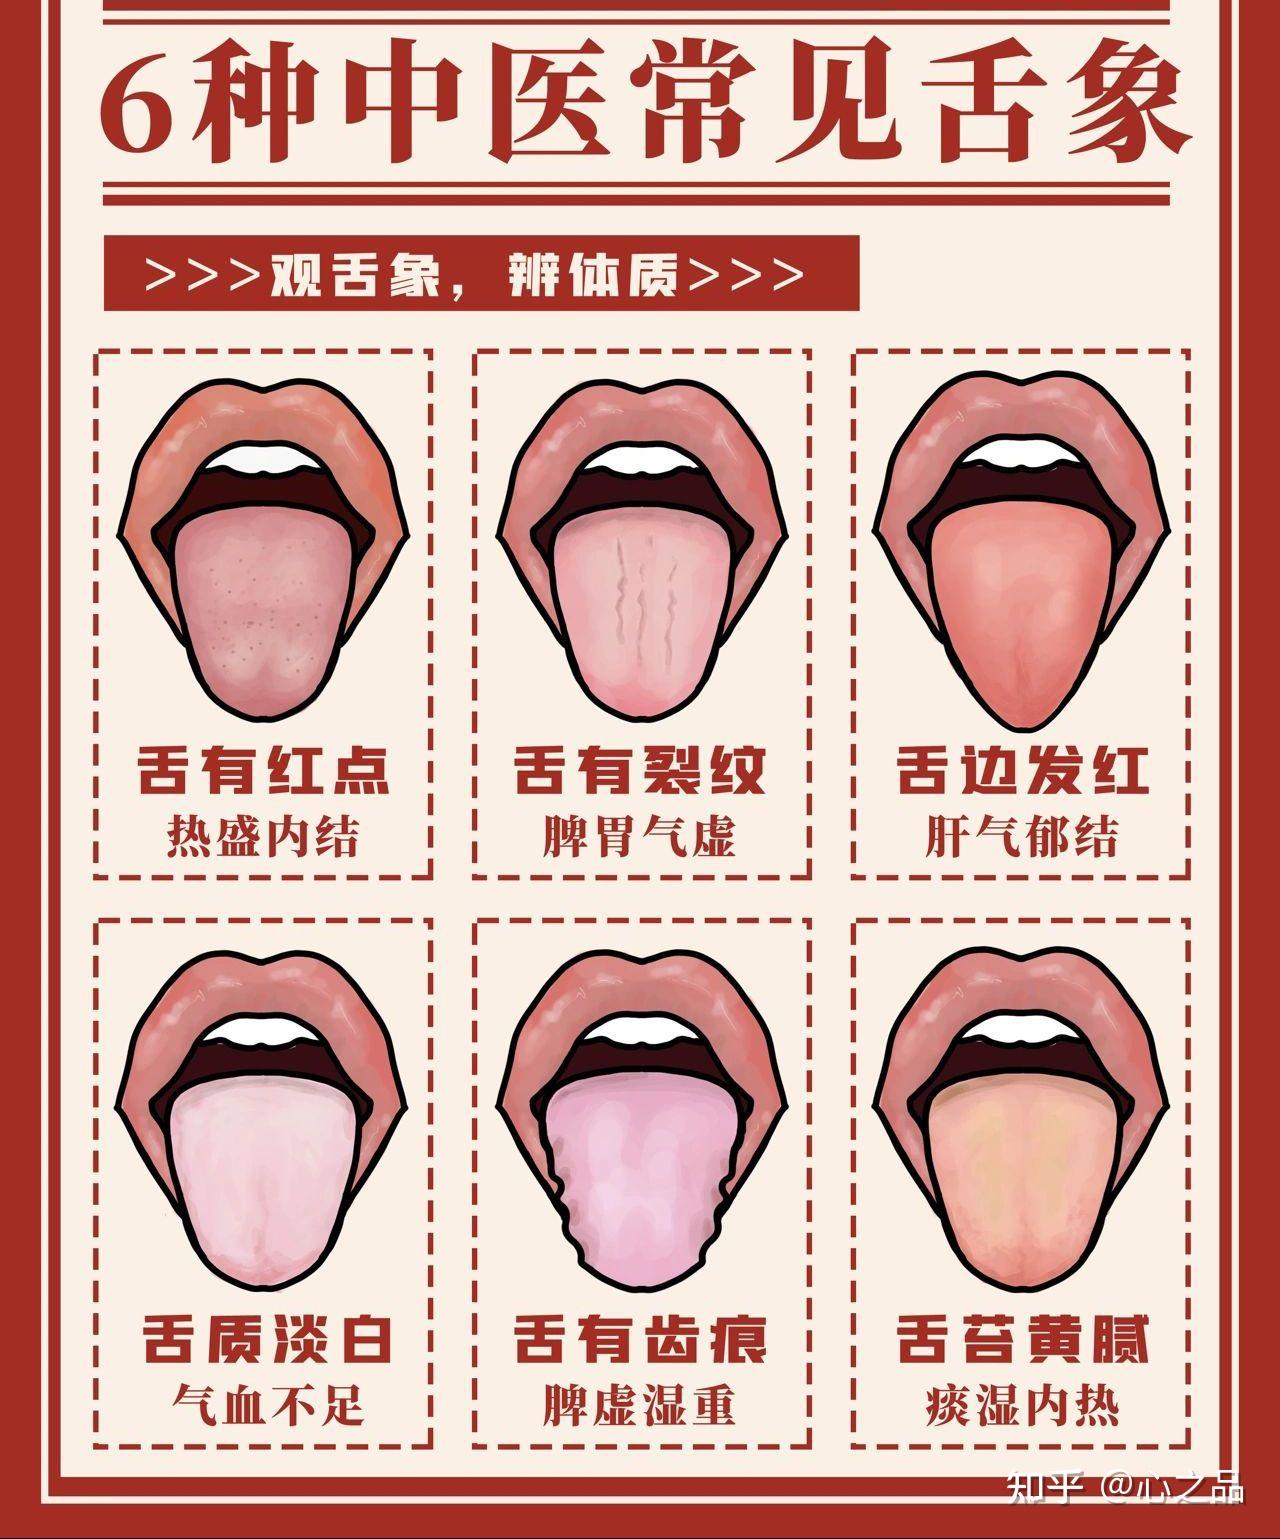 6种中医常见舌象
>>>观舌象，辨体质>>>
舌有红点
热盛内结
舌有裂纹
脾胃气虚
舌边发红
肝气郁结
舌质淡白
气血不足
舌有齿痕
脾虚湿重
舌苔黄腻
痰湿内热
知乎 @心之品